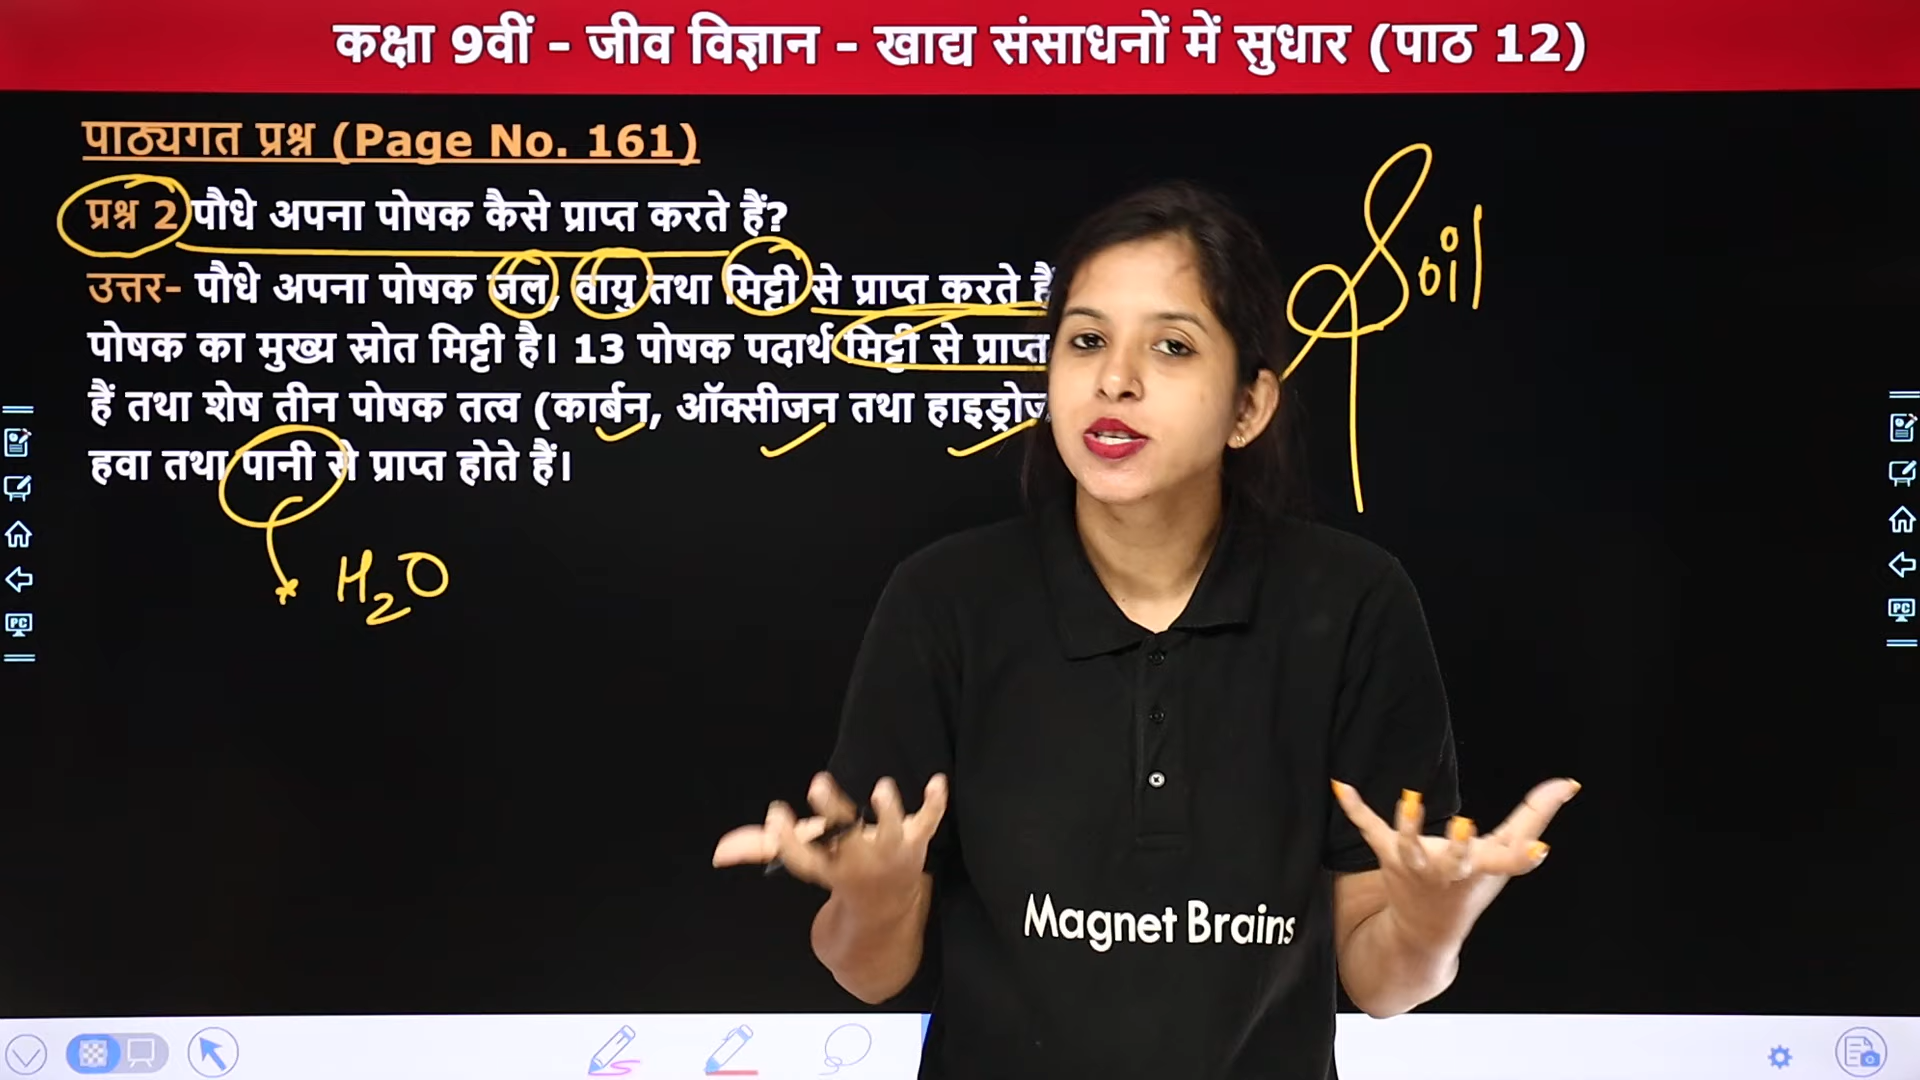 कक्षा 9वीं - जीव विज्ञान - खाद्य संसाधनों में सुधार (पाठ 12)
पाठ्यगत प्रश्न (Page No. 161)
प्रश्न 2 पौधे अपना पोषक कैसे प्राप्त करते हैं?
उत्तर- पौधे अपना पोषक जल, वायु तथा मिट्टी से प्राप्त करते हैं
पोषक का मुख्य स्रोत मिट्टी है। 13 पोषक पदार्थ मिट्टी से प्राप्त
हैं तथा शेष तीन पोषक तत्व (कार्बन, ऑक्सीजन तथा
हवा तथा पानी से प्राप्त होते हैं।
Soil
H₂O
Magnet Brains
PC
PC